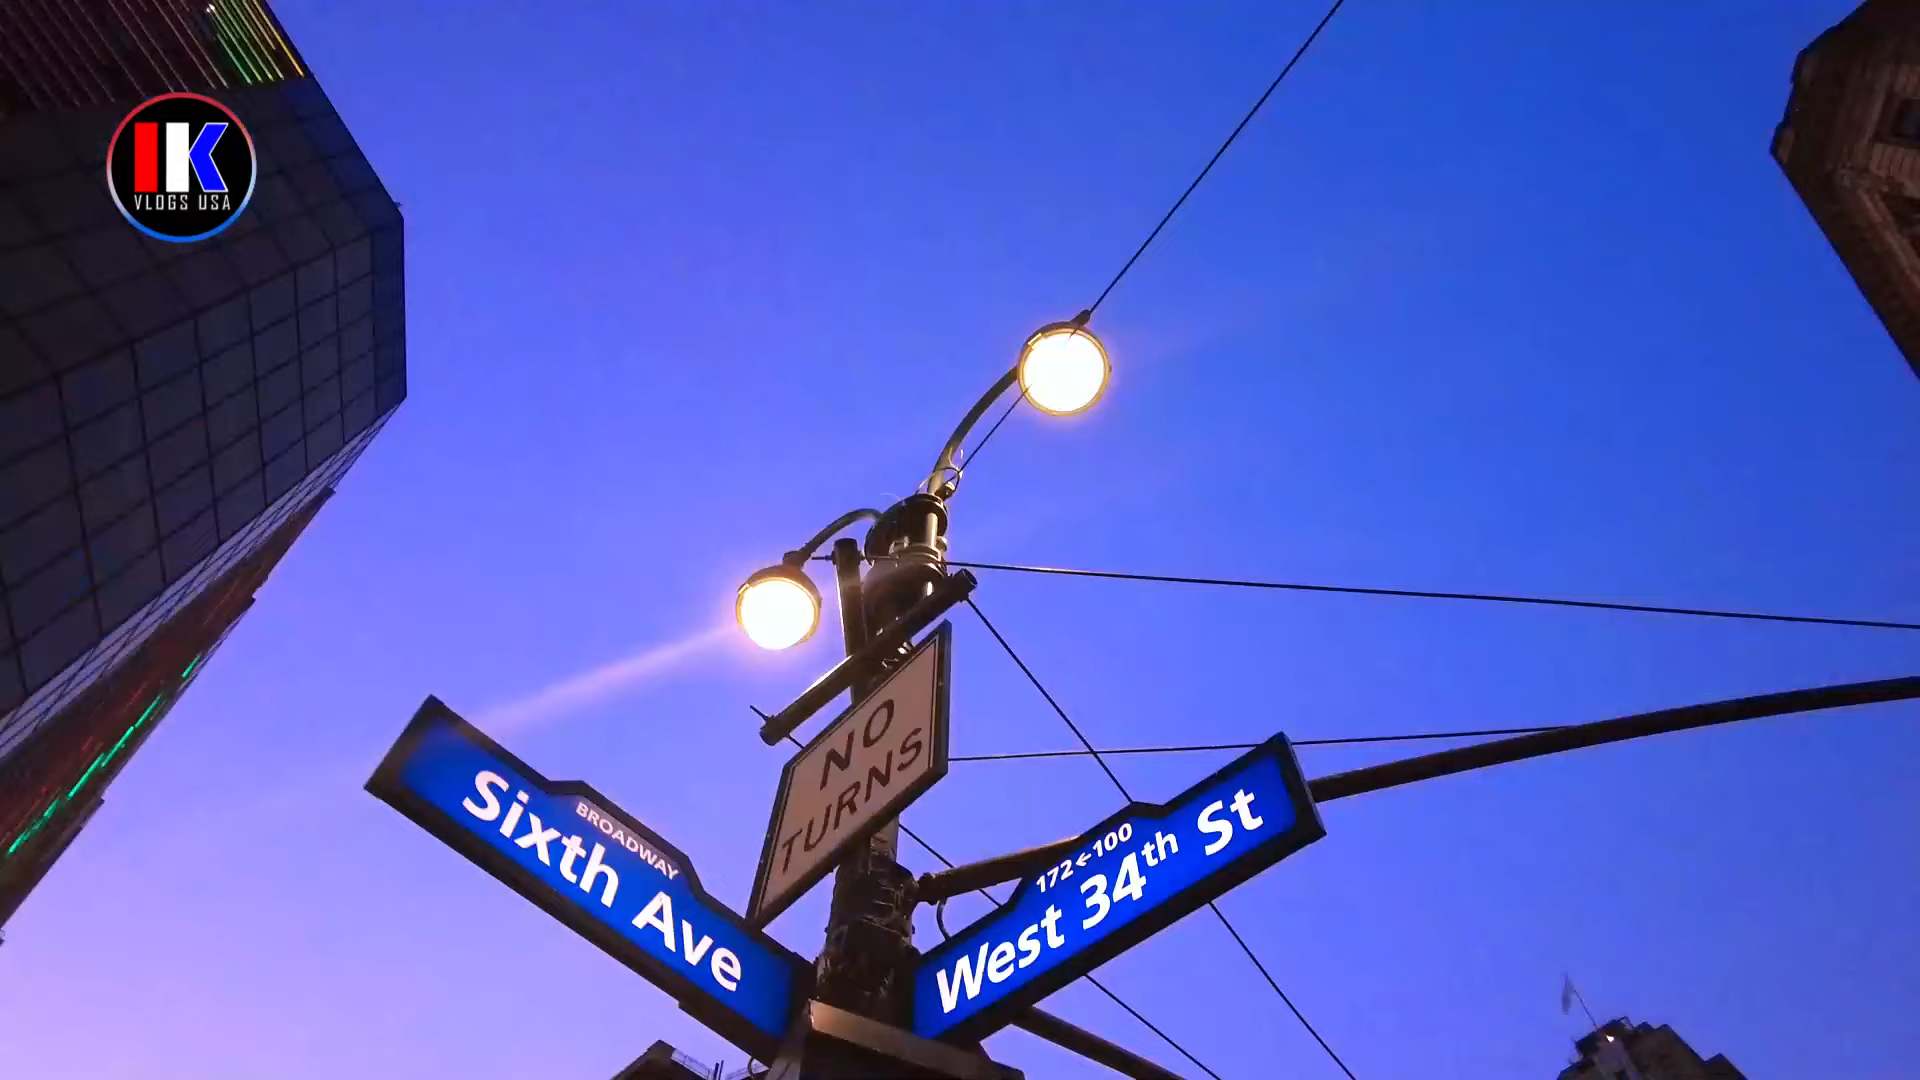 IK
VLOGS USA
NO
TURNS
BROADWAY
Sixth Ave
172←100
West 34th St